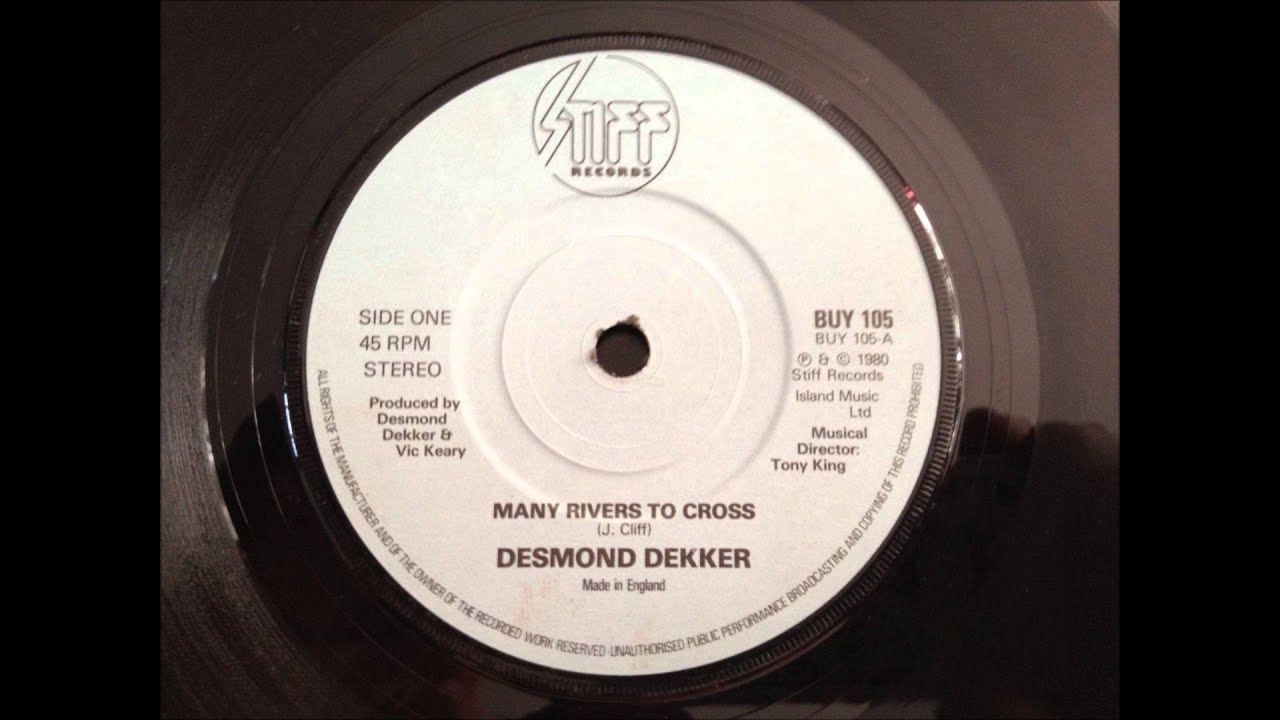 STIFF
RECORDS
SIDE ONE
45 RPM
STEREO
Produced by
Desmond
Dekker &
Vic Keary
BUY 105
BUY 105-A
℗ & © 1980
Stiff Records
Island Music
Ltd
Musical
Director:
Tony King
MANY RIVERS TO CROSS
(J. Cliff)
DESMOND DEKKER
Made in England
ALL RIGHTS OF THE MANUFACTURER AND OF THE OWNER OF THE RECORDED WORK RESERVED UNAUTHORISED PUBLIC PERFORMANCE BROADCASTING AND COPYING OF THIS RECORD PROHIBITED